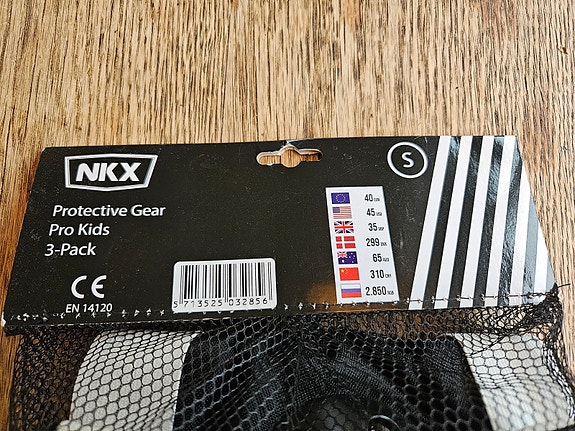 NKX
S
Protective Gear
Pro Kids
3-Pack
CE
EN 14120
5 713525 032856
40 EUR
45 USD
35 GBP
299 DKK
65 AUD
310 CNY
2.850 RUB